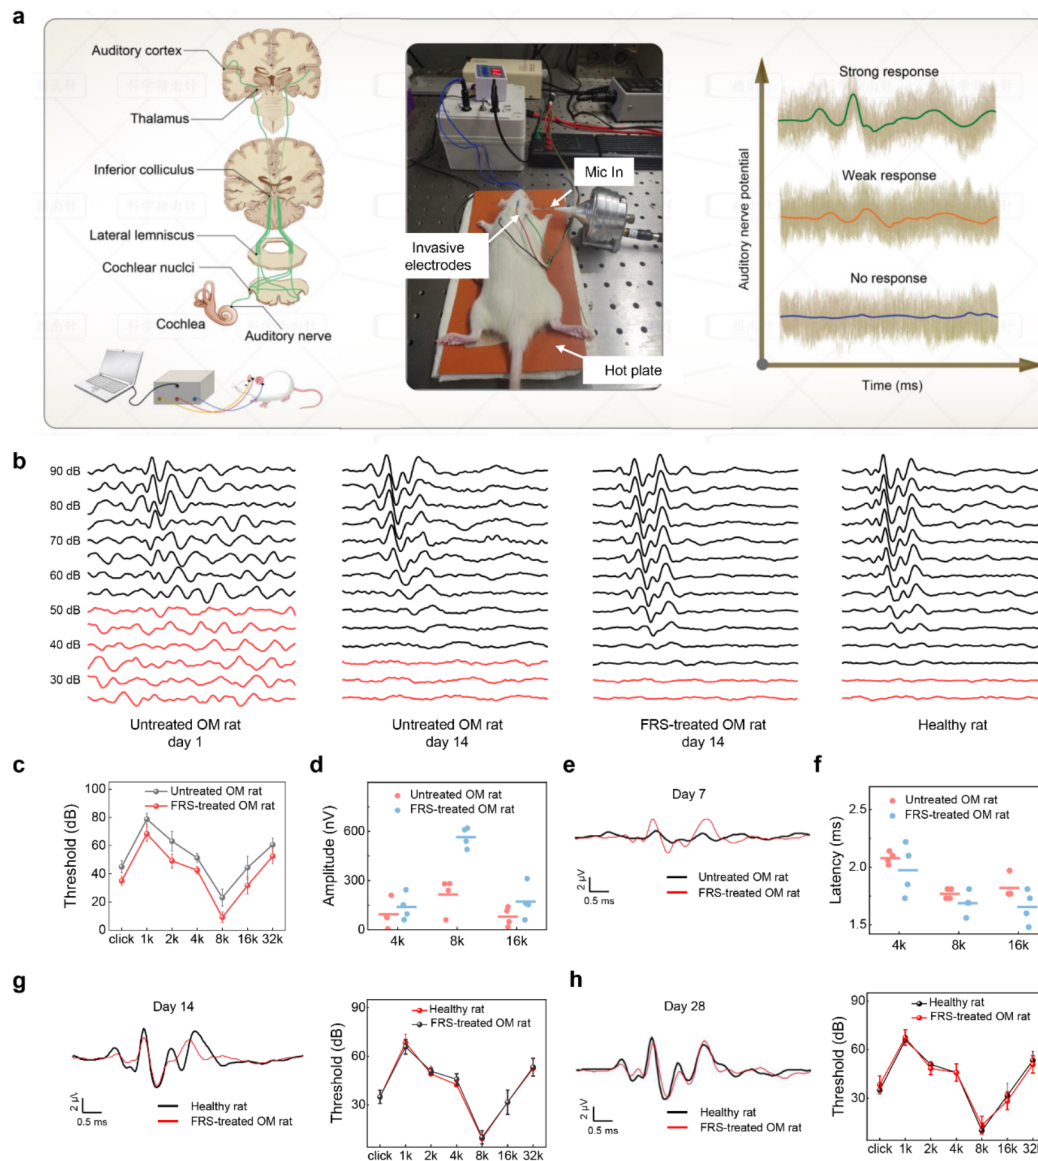 a
Auditory cortex
Thalamus
Inferior colliculus
Lateral lemniscus
Cochlear nuclci
Cochlea
Auditory nerve
Mic In
Invasive
electrodes
Hot plate
Auditory nerve potential
Strong response
Weak response
No response
Time (ms)
b
90 dB
80 dB
70 dB
60 dB
50 dB
40 dB
30 dB
Untreated OM rat
day 1
Untreated OM rat
day 14
FRS-treated OM rat
day 14
Healthy rat
c
Threshold (dB)
100
80
60
40
20
0
Untreated OM rat
FRS-treated OM rat
click 1k 2k 4k 8k 16k 32k
d
Amplitude (nV)
600
300
0
Untreated OM rat
FRS-treated OM rat
4k 8k 16k
e
Day 7
2 μV
0.5 ms
Untreated OM rat
FRS-treated OM rat
f
Latency (ms)
2.5
2.0
1.5
Untreated OM rat
FRS-treated OM rat
4k 8k 16k
g
Day 14
2 μV
0.5 ms
Healthy rat
FRS-treated OM rat
Threshold (dB)
90
60
30
Healthy rat
FRS-treated OM rat
click 1k 2k 4k 8k 16k 32k
h
Day 28
2 μV
0.5 ms
Healthy rat
FRS-treated OM rat
Threshold (dB)
90
60
30
0
Healthy rat
FRS-treated OM rat
click 1k 2k 4k 8k 16k 32k